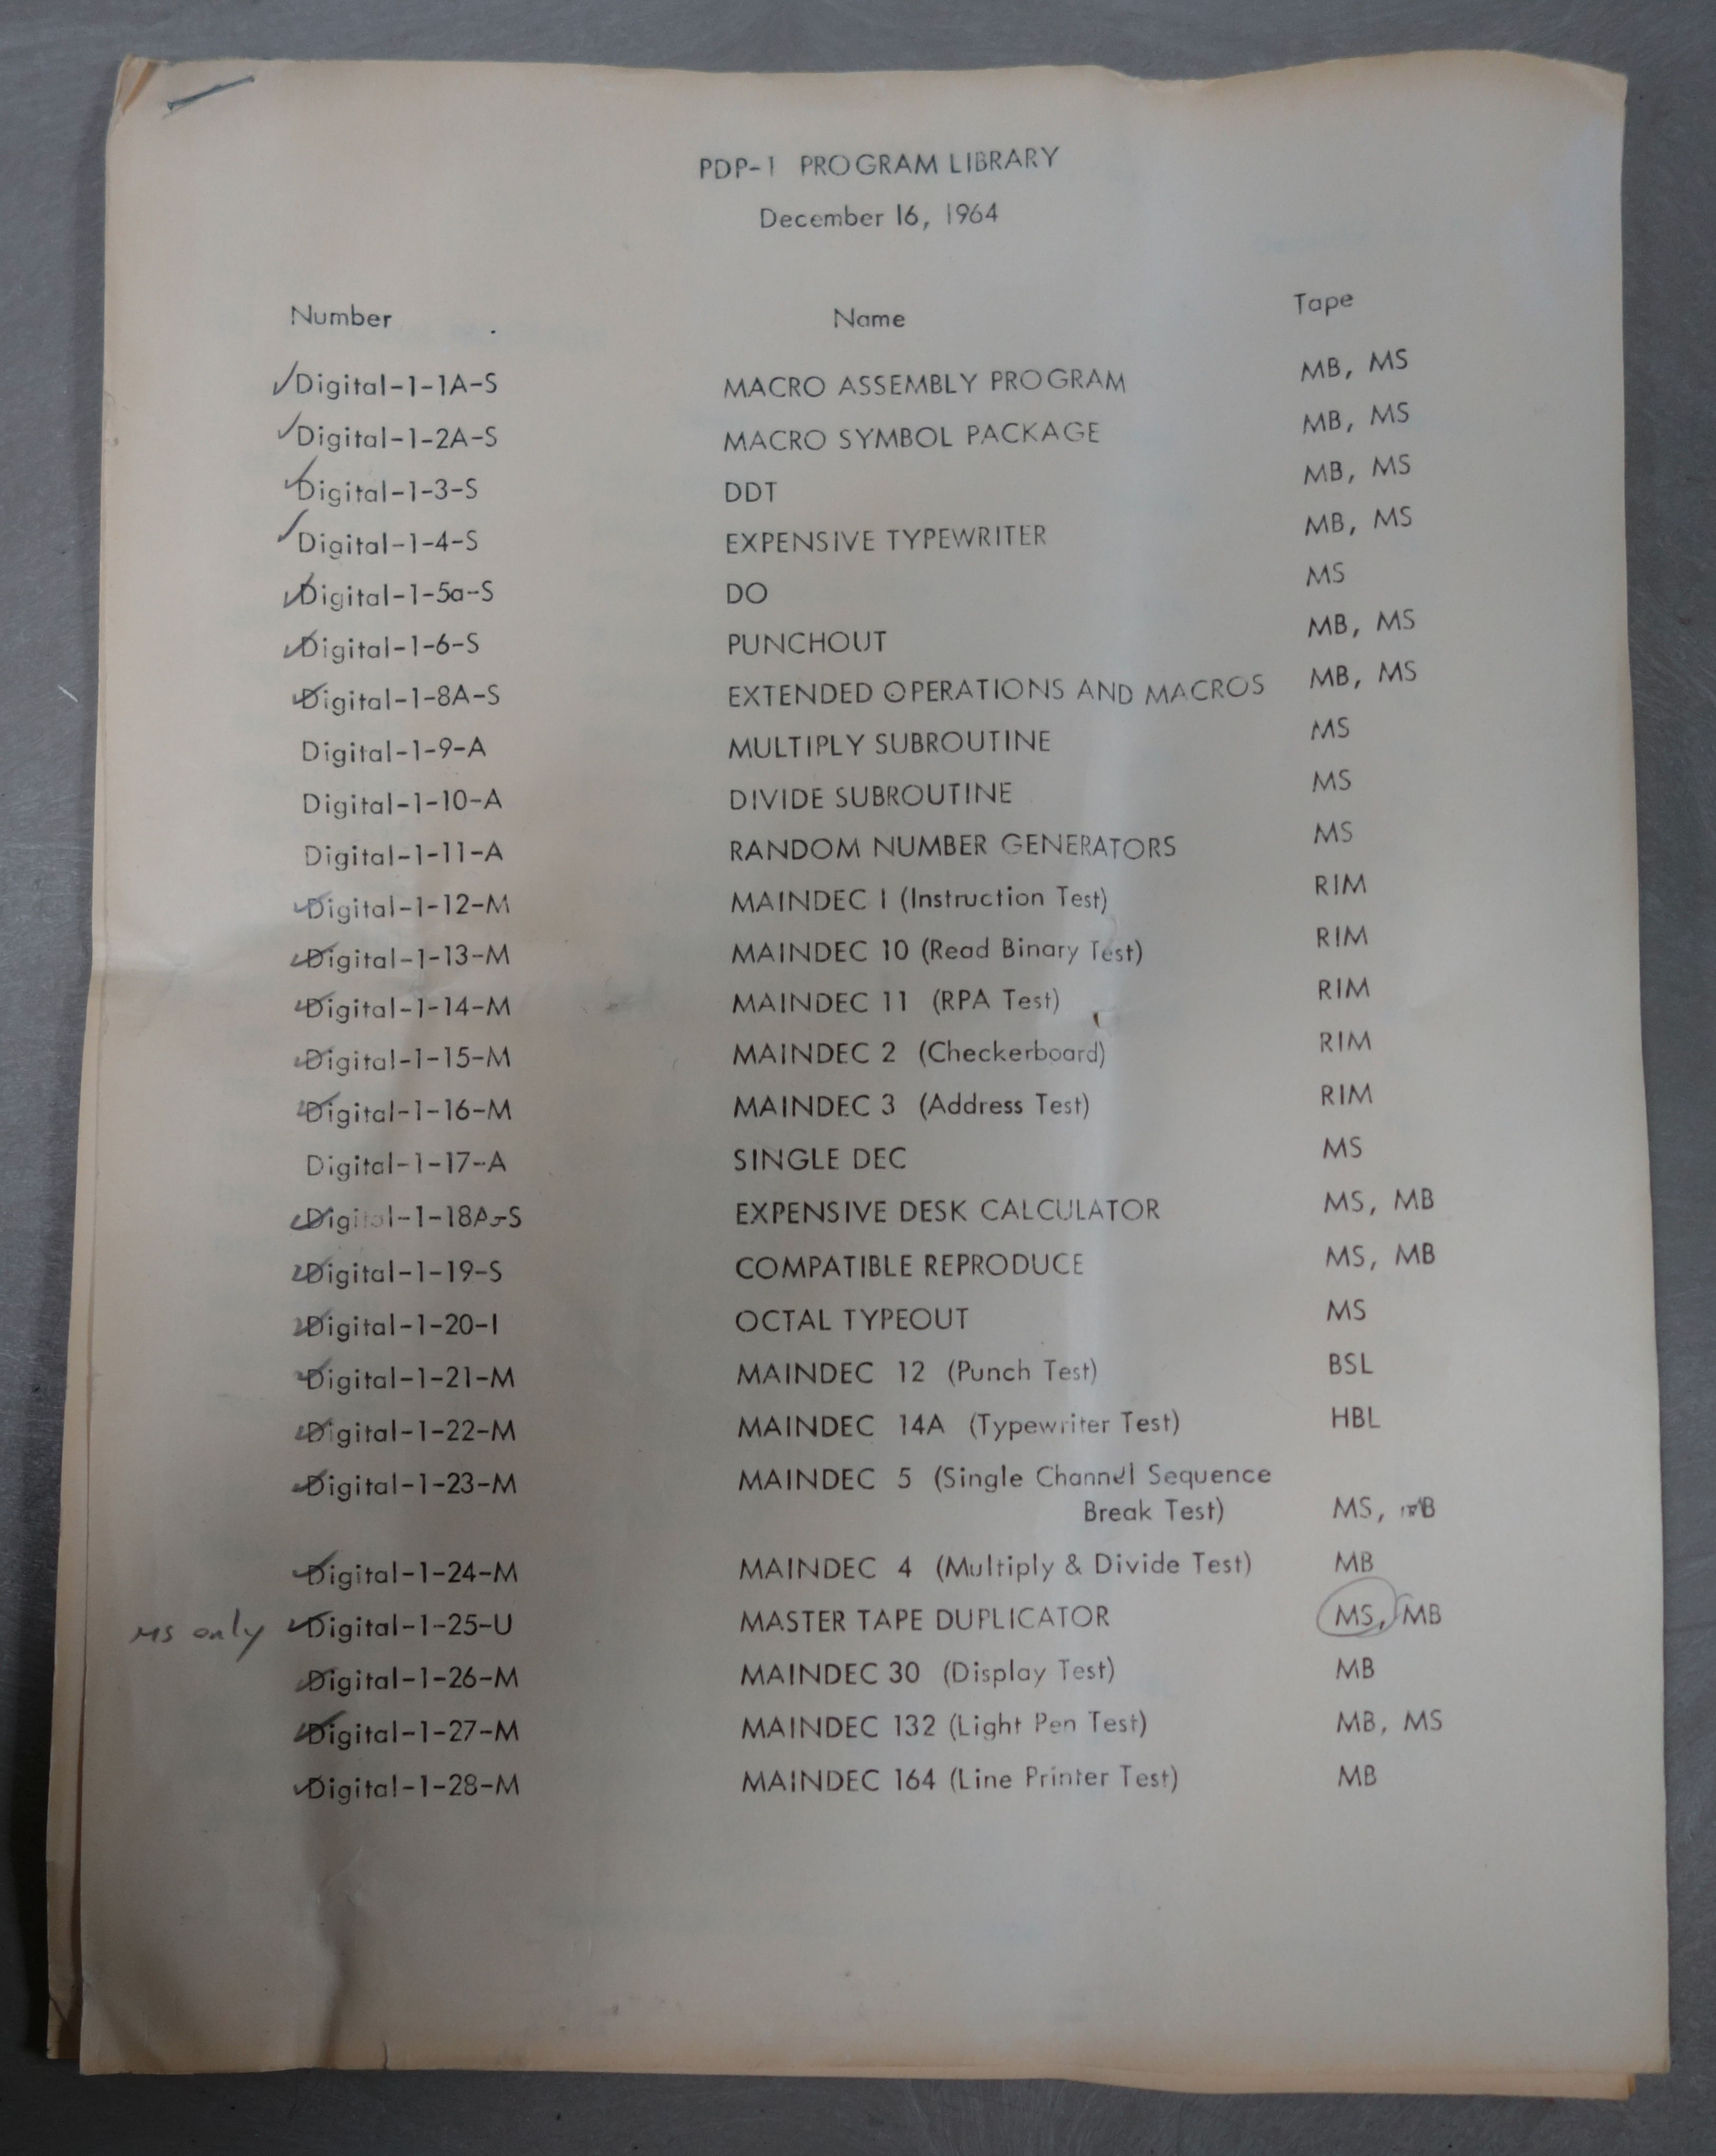 PDP-1 PROGRAM LIBRARY
December 16, 1964
Number Name Tape
✓Digital-1-1A-S MACRO ASSEMBLY PROGRAM MB, MS
✓Digital-1-2A-S MACRO SYMBOL PACKAGE MB, MS
✓Digital-1-3-S DDT MB, MS
✓Digital-1-4-S EXPENSIVE TYPEWRITER MB, MS
✓Digital-1-5a-S DO MS
✓Digital-1-6-S PUNCHOUT MB, MS
✓Digital-1-8A-S EXTENDED OPERATIONS AND MACROS MB, MS
Digital-1-9-A MULTIPLY SUBROUTINE MS
Digital-1-10-A DIVIDE SUBROUTINE MS
Digital-1-11-A RANDOM NUMBER GENERATORS MS
✓Digital-1-12-M MAINDEC 1 (Instruction Test) RIM
✓Digital-1-13-M MAINDEC 10 (Read Binary Test) RIM
✓Digital-1-14-M MAINDEC 11 (RPA Test) RIM
✓Digital-1-15-M MAINDEC 2 (Checkerboard) RIM
✓Digital-1-16-M MAINDEC 3 (Address Test) RIM
Digital-1-17-A SINGLE DEC MS
✓Digital-1-18A-S EXPENSIVE DESK CALCULATOR MS, MB
✓Digital-1-19-S COMPATIBLE REPRODUCE MS, MB
✓Digital-1-20-I OCTAL TYPEOUT MS
✓Digital-1-21-M MAINDEC 12 (Punch Test) BSL
✓Digital-1-22-M MAINDEC 14A (Typewriter Test) HBL
✓Digital-1-23-M MAINDEC 5 (Single Channel Sequence
Break Test) MS, MB
✓Digital-1-24-M MAINDEC 4 (Multiply & Divide Test) MB
MS only ✓Digital-1-25-U MASTER TAPE DUPLICATOR MS, MB
✓Digital-1-26-M MAINDEC 30 (Display Test) MB
✓Digital-1-27-M MAINDEC 132 (Light Pen Test) MB, MS
✓Digital-1-28-M MAINDEC 164 (Line Printer Test) MB